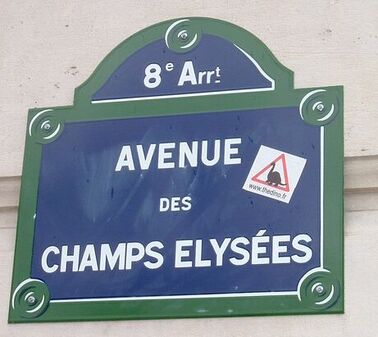 8e Arrt
AVENUE
DES
CHAMPS ELYSÉES
www.thedino.fr